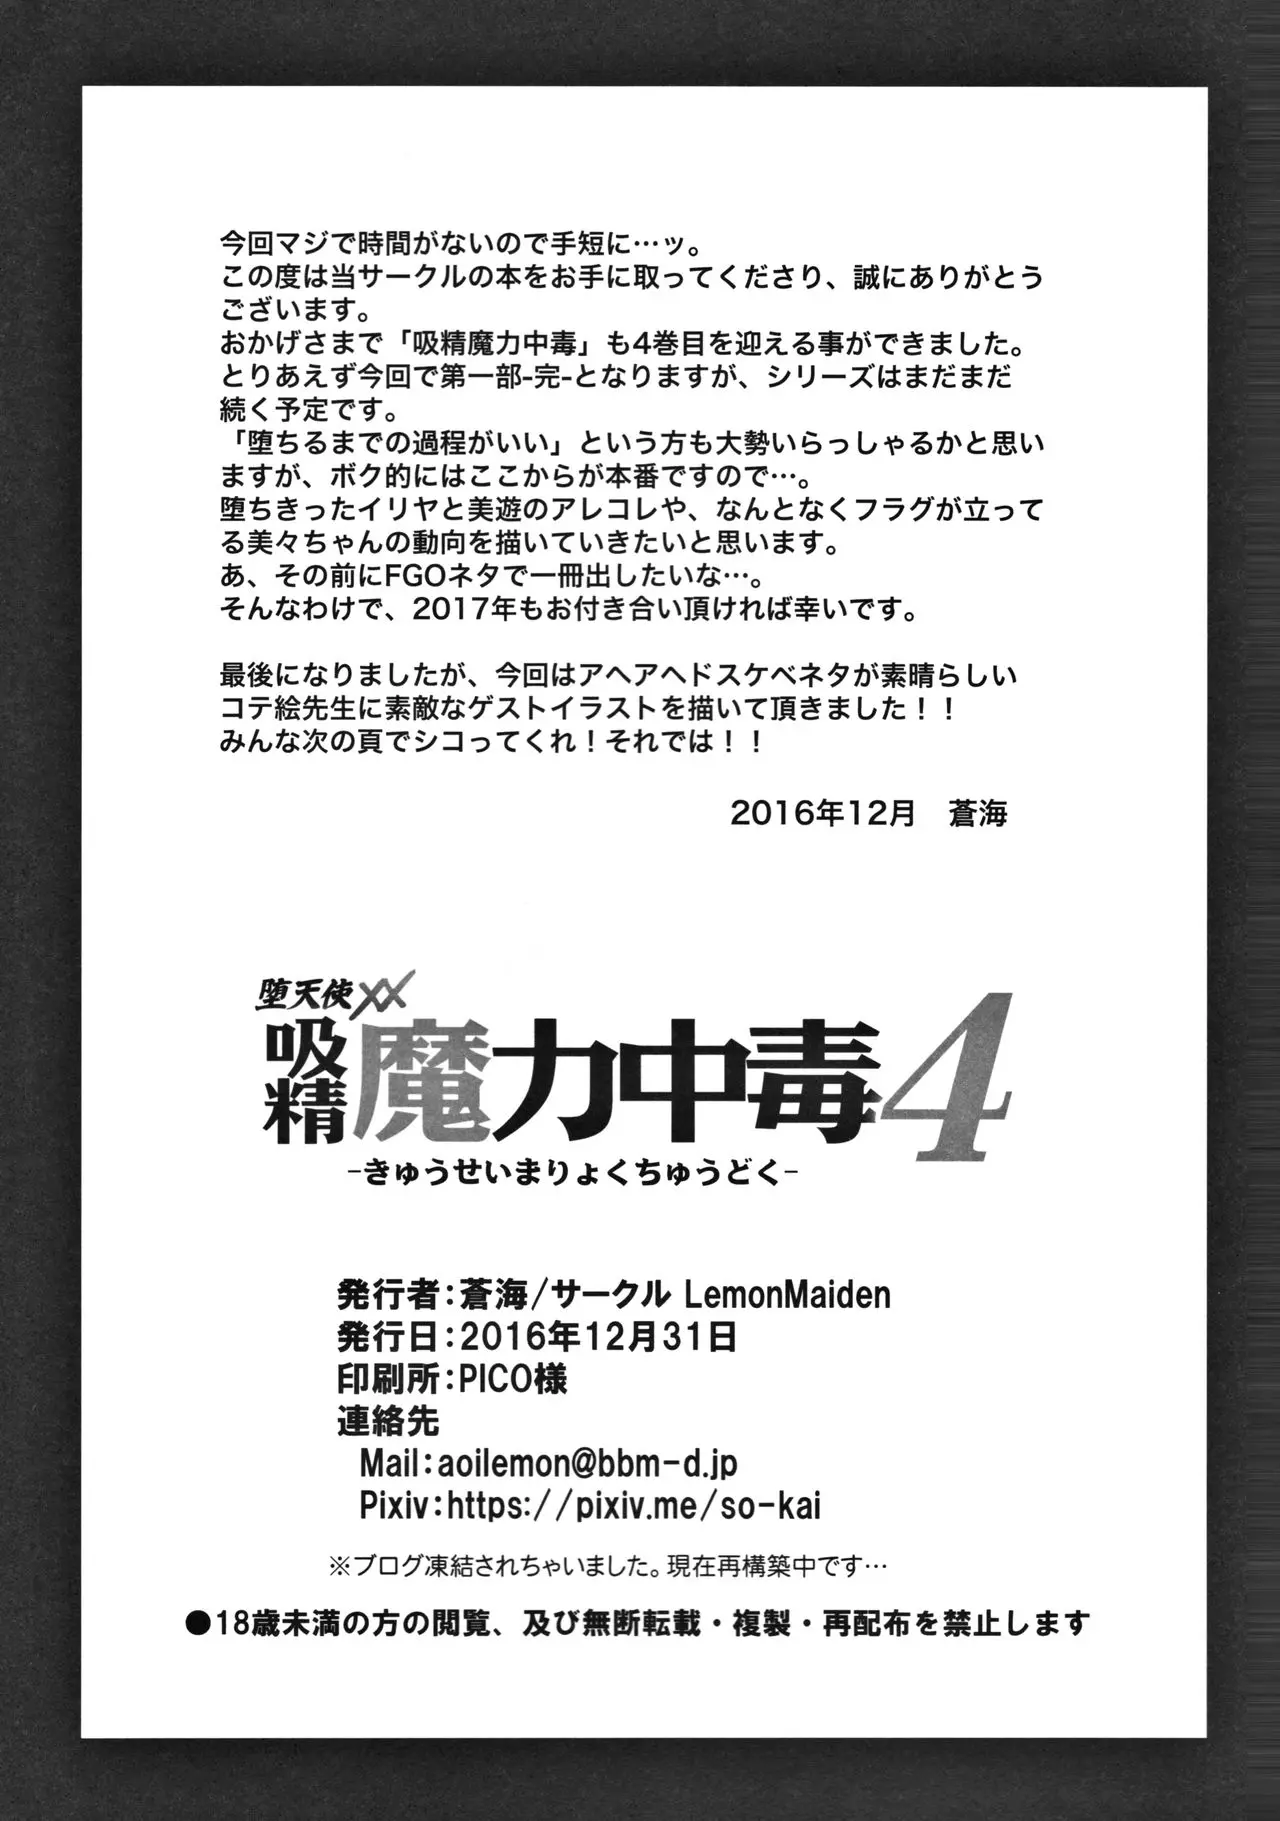 今回マジで時間がないので手短に…ッ。
この度は当サークルの本をお手に取ってくださり、誠にありがとう
ございます。
おかげさまで「吸精魔力中毒」も4巻目を迎える事ができました。
とりあえず今回で第一部-完-となりますが、シリーズはまだまだ
続く予定です。
「堕ちるまでの過程がいい」という方も大勢いらっしゃるかと思い
ますが、ボク的にはここからが本番ですので…。
堕ちきったイリヤと美遊のアレコレや、なんとなくフラグが立って
る美々ちゃんの動向を描いていきたいと思います。
あ、その前にFGOネタで一冊出したいな…。
そんなわけで、2017年もお付き合い頂ければ幸いです。
最後になりましたが、今回はアヘアヘドスケベネタが素晴らしい
コテ絵先生に素敵なゲストイラストを描いて頂きました！！
みんな次の頁でシコってくれ！それでは！！
2016年12月　蒼海
堕天使XX
吸精魔力中毒4
-きゅうせいまりょくちゅうどく-
発行者：蒼海/サークル LemonMaiden
発行日：2016年12月31日
印刷所：PICO様
連絡先
Mail：aoilemon@bbm-d.jp
Pixiv：https://pixiv.me/so-kai
※ブログ凍結されちゃいました。現在再構築中です…
●18歳未満の方の閲覧、及び無断転載・複製・再配布を禁止します